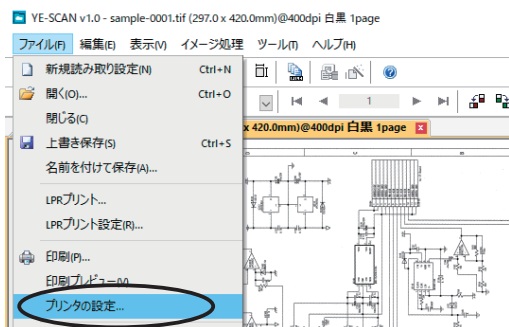 YE-SCAN v1.0 - sample-0001.tif (297.0 x 420.0mm)@400dpi 白黒 1page
ファイル(F) 編集(E) 表示(V) イメージ処理 ツール(T) ヘルプ(H)
新規読み取り設定(N) Ctrl+N
開く(O)... Ctrl+O
閉じる(C)
1
x 420.0mm)@400dpi 白黒 1page
上書き保存(S) Ctrl+S
名前を付けて保存(A)...
LPRプリント...
LPRプリント設定(R)...
印刷(P)...
印刷プレビュー(V)
プリンタの設定...